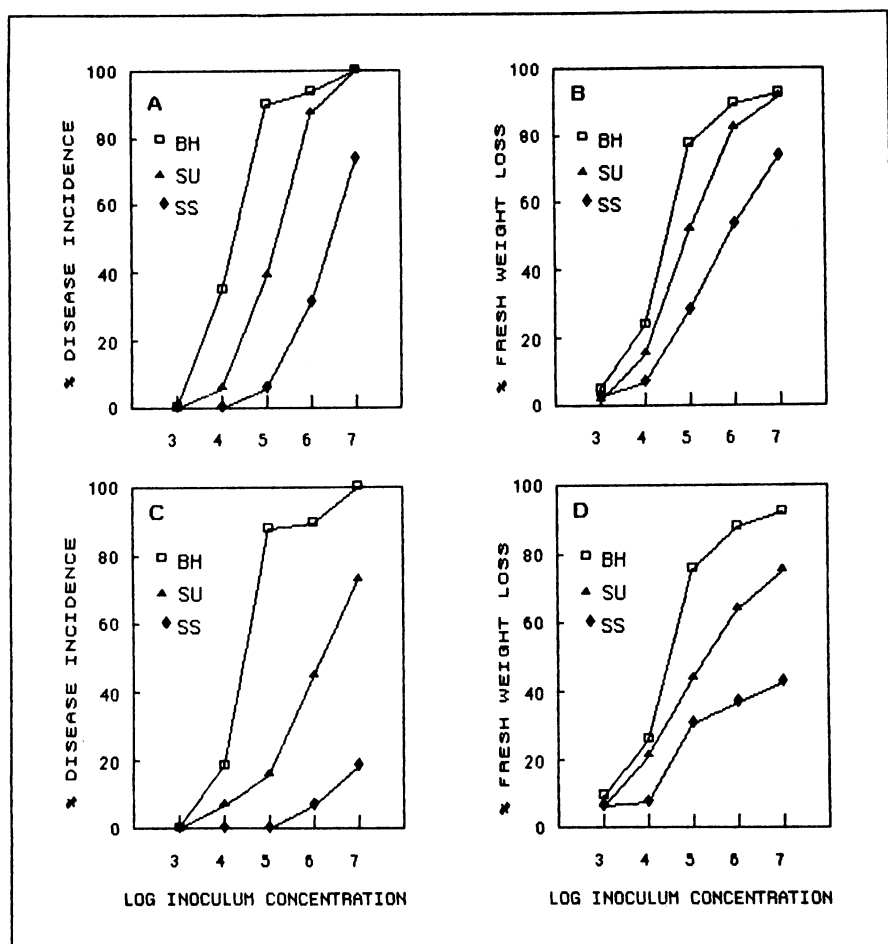 A
% DISEASE INCIDENCE
100
80
60
40
20
0
BH
SU
SS
3 4 5 6 7
B
% FRESH WEIGHT LOSS
100
80
60
40
20
0
BH
SU
SS
3 4 5 6 7
C
% DISEASE INCIDENCE
100
80
60
40
20
0
BH
SU
SS
3 4 5 6 7
LOG INOCULUM CONCENTRATION
D
% FRESH WEIGHT LOSS
100
80
60
40
20
0
BH
SU
SS
3 4 5 6 7
LOG INOCULUM CONCENTRATION